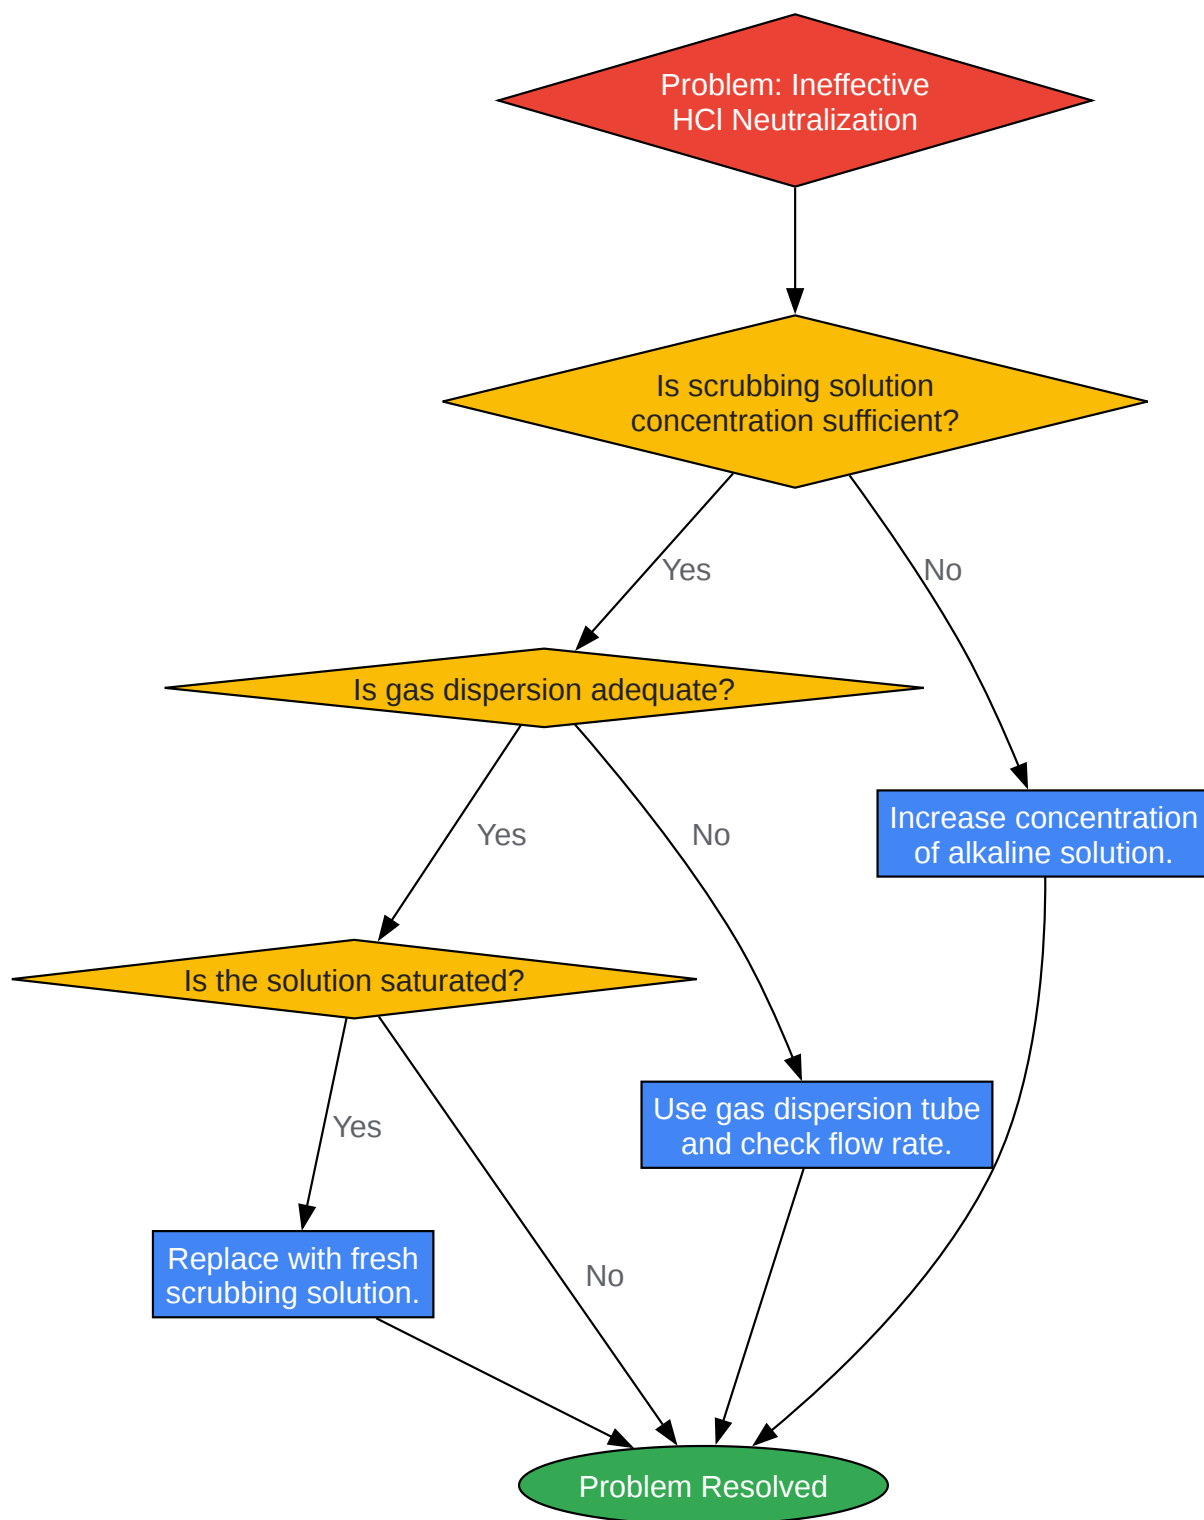 Problem: Ineffective
HCl Neutralization
Is scrubbing solution
concentration sufficient?
Yes
No
Is gas dispersion adequate?
Increase concentration
of alkaline solution.
Yes
No
Is the solution saturated?
Use gas dispersion tube
and check flow rate.
Yes
Replace with fresh
scrubbing solution.
No
Problem Resolved